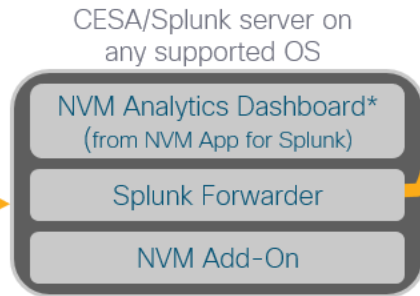 CESA/Splunk server on
any supported OS
NVM Analytics Dashboard*
(from NVM App for Splunk)
Splunk Forwarder
NVM Add-On